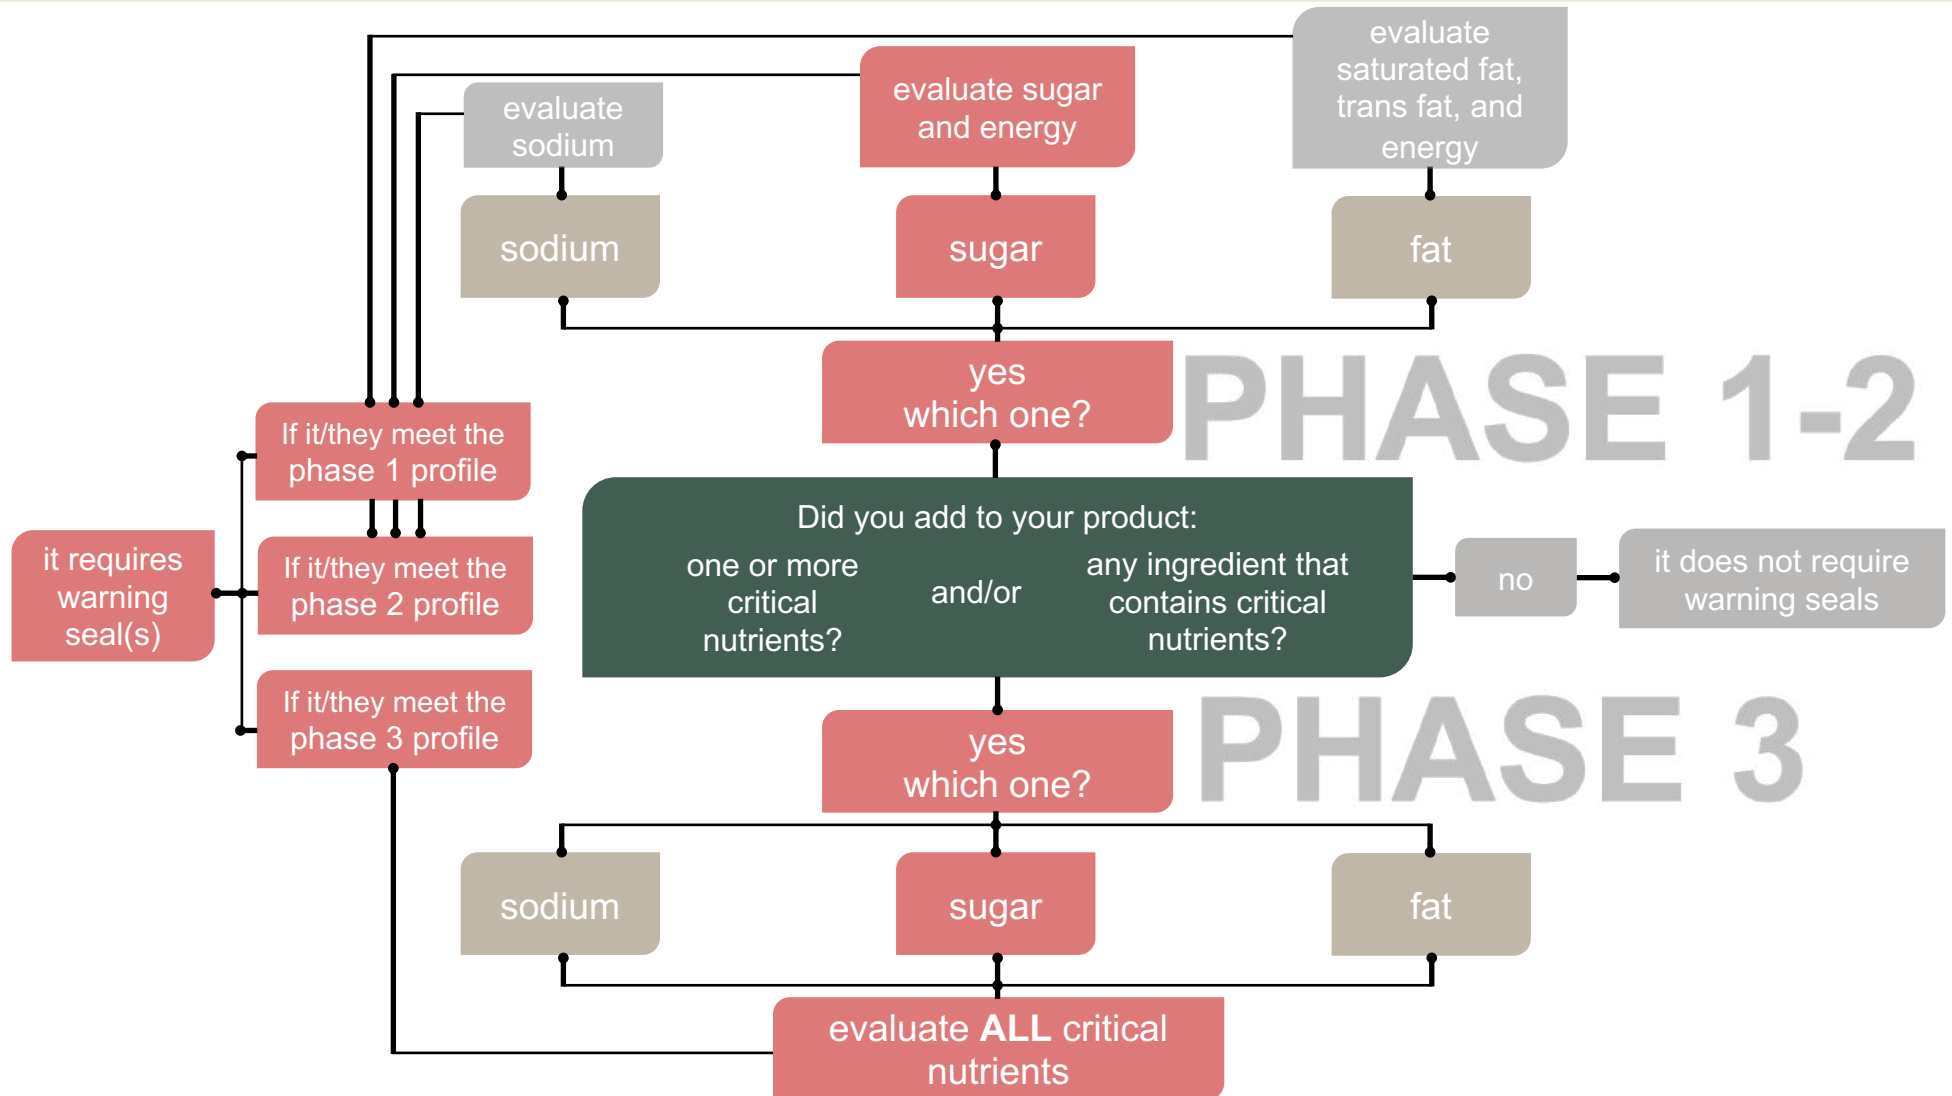 evaluate
saturated fat,
trans fat, and
energy
evaluate sugar
and energy
evaluate
sodium
sodium
sugar
fat
yes
which one?
PHASE 1-2
If it/they meet the
phase 1 profile
Did you add to your product:
one or more
critical
nutrients?
and/or
any ingredient that
contains critical
nutrients?
no
it does not require
warning seals
it requires
warning
seal(s)
If it/they meet the
phase 2 profile
If it/they meet the
phase 3 profile
yes
which one?
PHASE 3
sodium
sugar
fat
evaluate ALL critical
nutrients